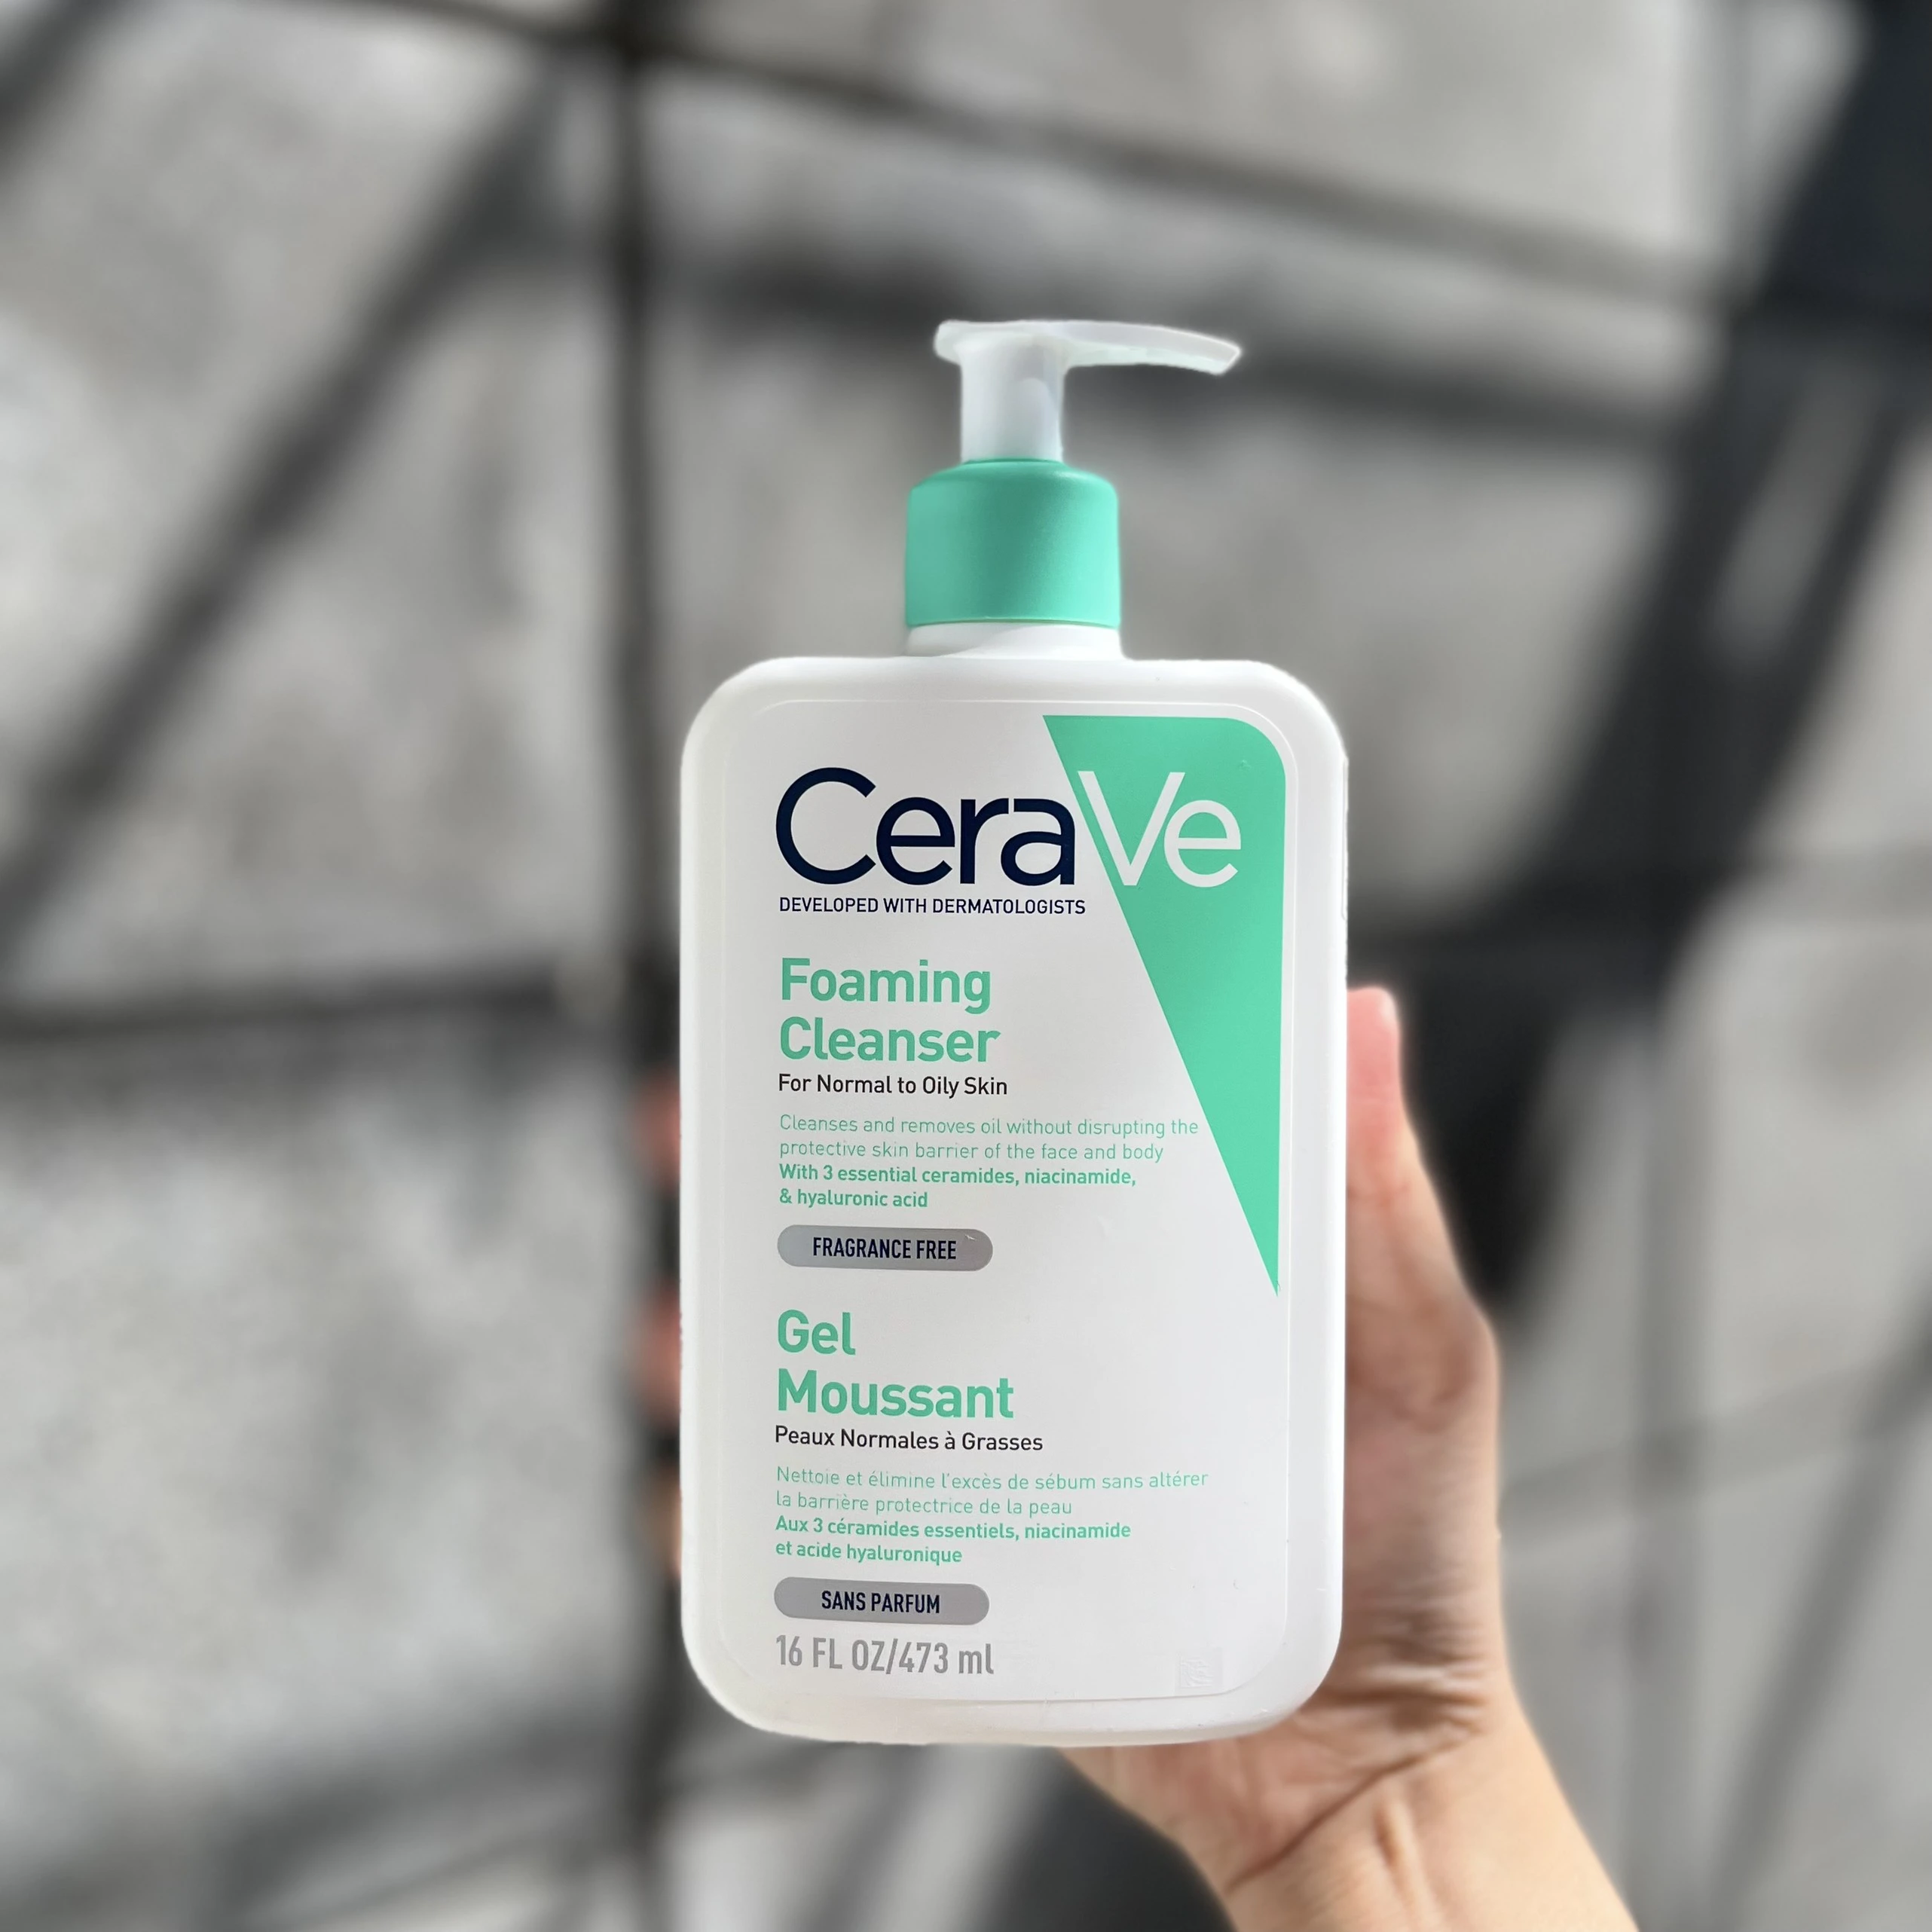 CeraVe
DEVELOPED WITH DERMATOLOGISTS
Foaming
Cleanser
For Normal to Oily Skin
Cleanses and removes oil without disrupting the
protective skin barrier of the face and body
With 3 essential ceramides, niacinamide,
& hyaluronic acid
FRAGRANCE FREE
Gel
Moussant
Peaux Normales à Grasses
Nettoie et élimine l'excès de sébum sans altérer
la barrière protectrice de la peau
Aux 3 céramides essentiels, niacinamide
et acide hyaluronique
SANS PARFUM
16 FL OZ/473 ml